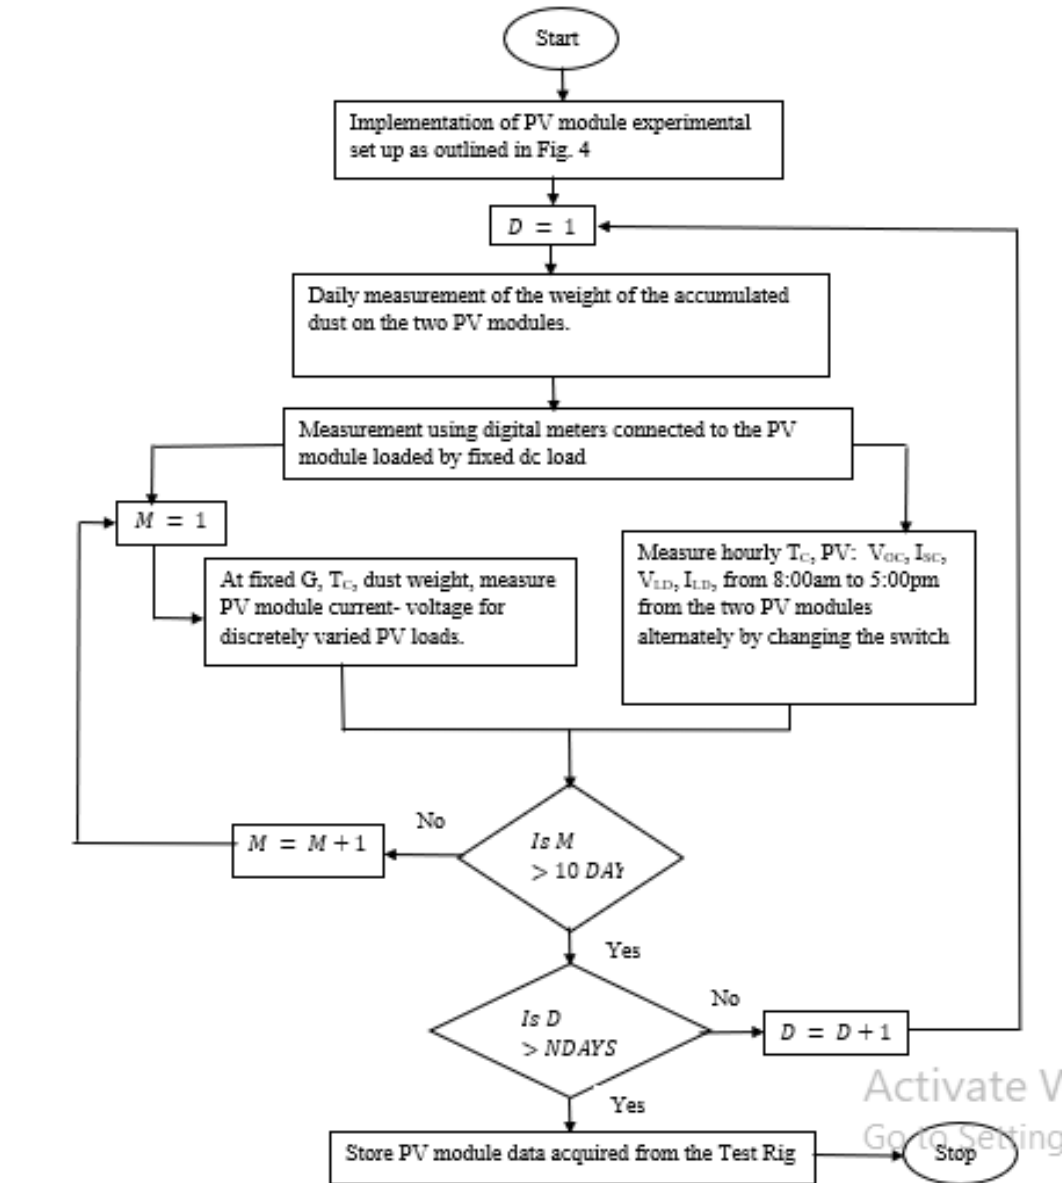 Start
Implementation of PV module experimental
set up as outlined in Fig. 4
D = 1
Daily measurement of the weight of the accumulated
dust on the two PV modules.
Measurement using digital meters connected to the PV
module loaded by fixed dc load
M = 1
At fixed G, T_C, dust weight, measure
PV module current- voltage for
discretely varied PV loads.
Measure hourly T_C, PV: V_OC, I_SC,
V_LD, I_LD, from 8:00am to 5:00pm
from the two PV modules
alternately by changing the switch
Is M
> 10 DAY
No
M = M + 1
Yes
Is D
> NDAYS
No
D = D + 1
Yes
Store PV module data acquired from the Test Rig
Stop
Activate
Go to Setting